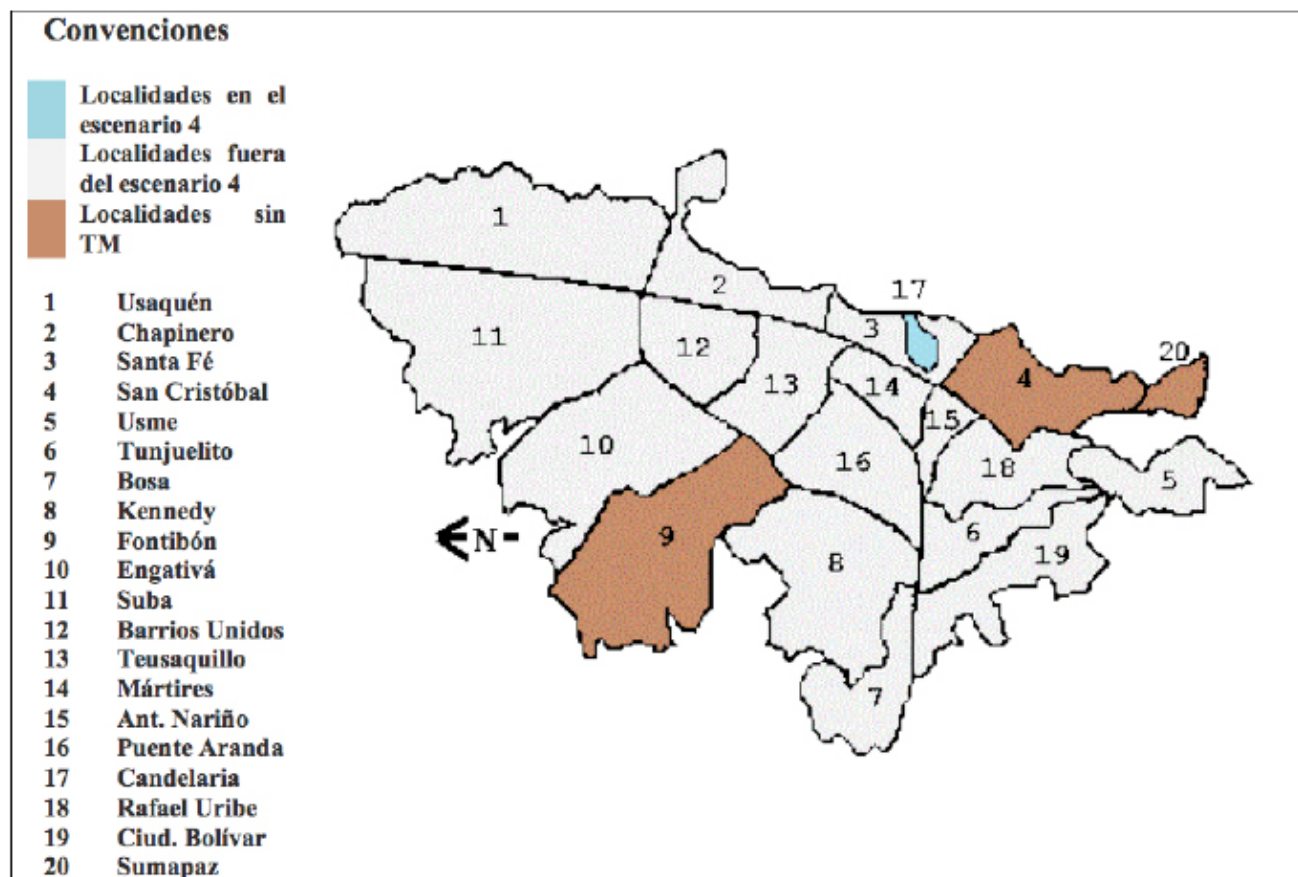 Convenciones
Localidades en el
escenario 4
Localidades fuera
del escenario 4
Localidades sin
TM
1 Usaquén
2 Chapinero
3 Santa Fé
4 San Cristóbal
5 Usme
6 Tunjuelito
7 Bosa
8 Kennedy
9 Fontibón
10 Engativá
11 Suba
12 Barrios Unidos
13 Teusaquillo
14 Mártires
15 Ant. Nariño
16 Puente Aranda
17 Candelaria
18 Rafael Uribe
19 Ciud. Bolívar
20 Sumapaz
1
2
17
3
11
12
20
4
13
14
15
10
16
18
5
N
9
6
8
19
7